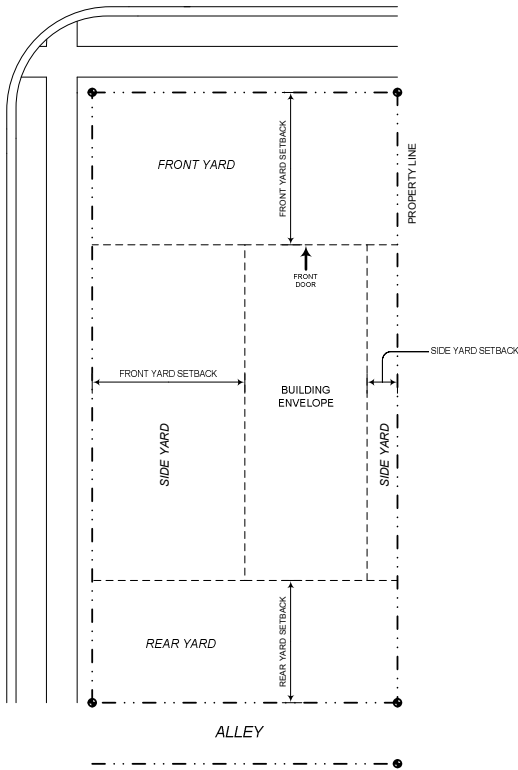 FRONT YARD
FRONT YARD SETBACK
PROPERTY LINE
FRONT
DOOR
SIDE YARD SETBACK
FRONT YARD SETBACK
BUILDING
ENVELOPE
SIDE YARD
SIDE YARD
REAR YARD
REAR YARD SETBACK
ALLEY